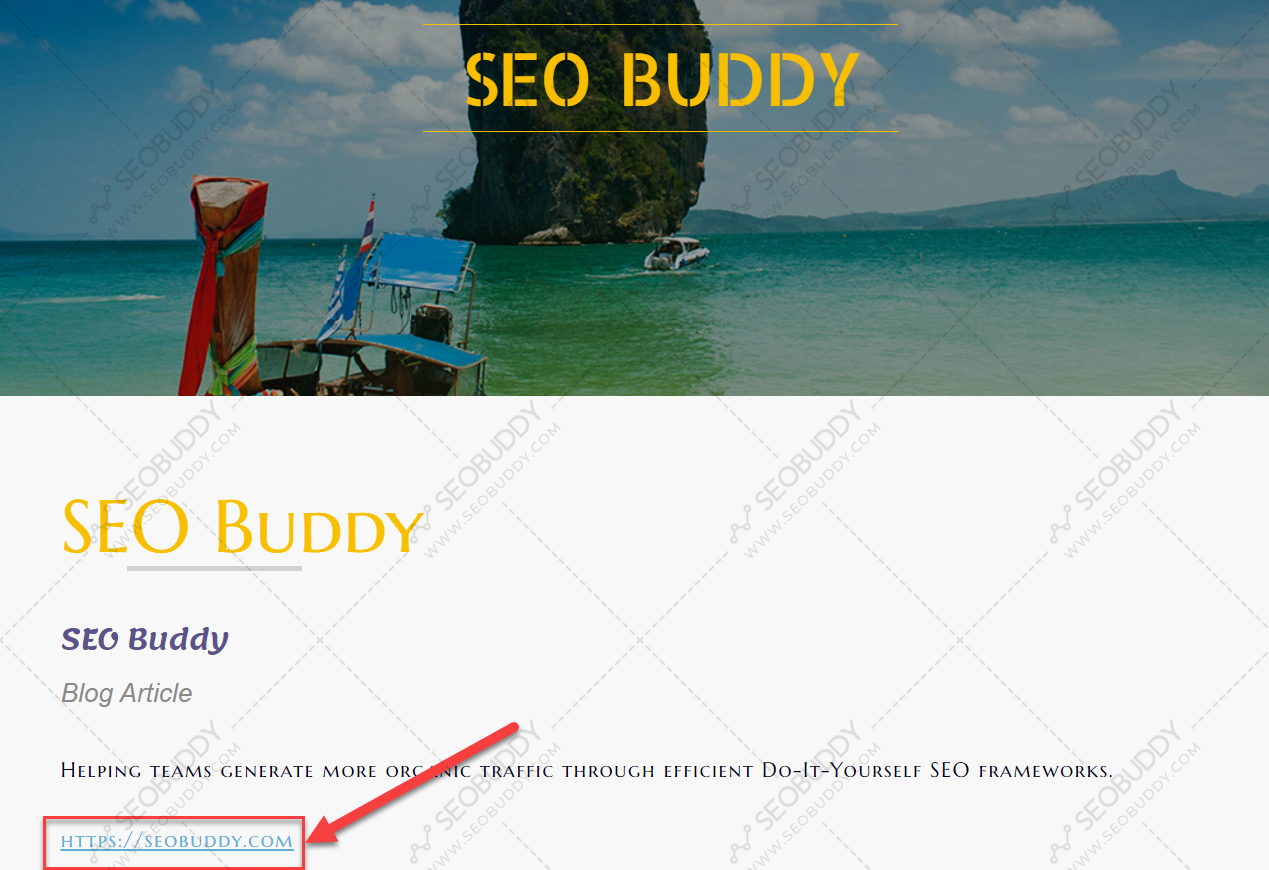 SEO BUDDY
SEO Buddy
SEO Buddy
Blog Article
Helping teams generate more organic traffic through efficient Do-It-Yourself SEO frameworks.
https://seobuddy.com
SEOBUDDY
WWW.SEOBUDDY.COM